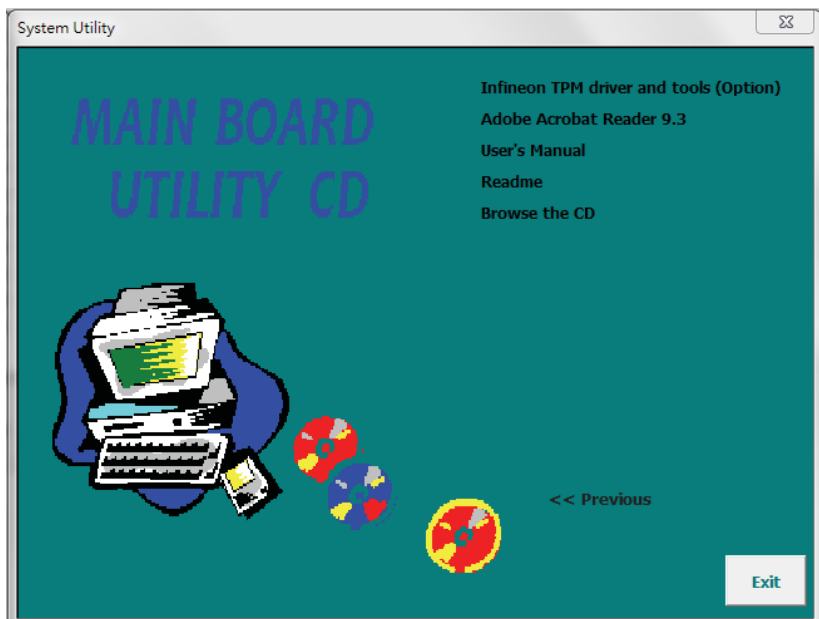 System Utility
MAIN BOARD
UTILITY CD
Infineon TPM driver and tools (Option)
Adobe Acrobat Reader 9.3
User's Manual
Readme
Browse the CD
<< Previous
Exit